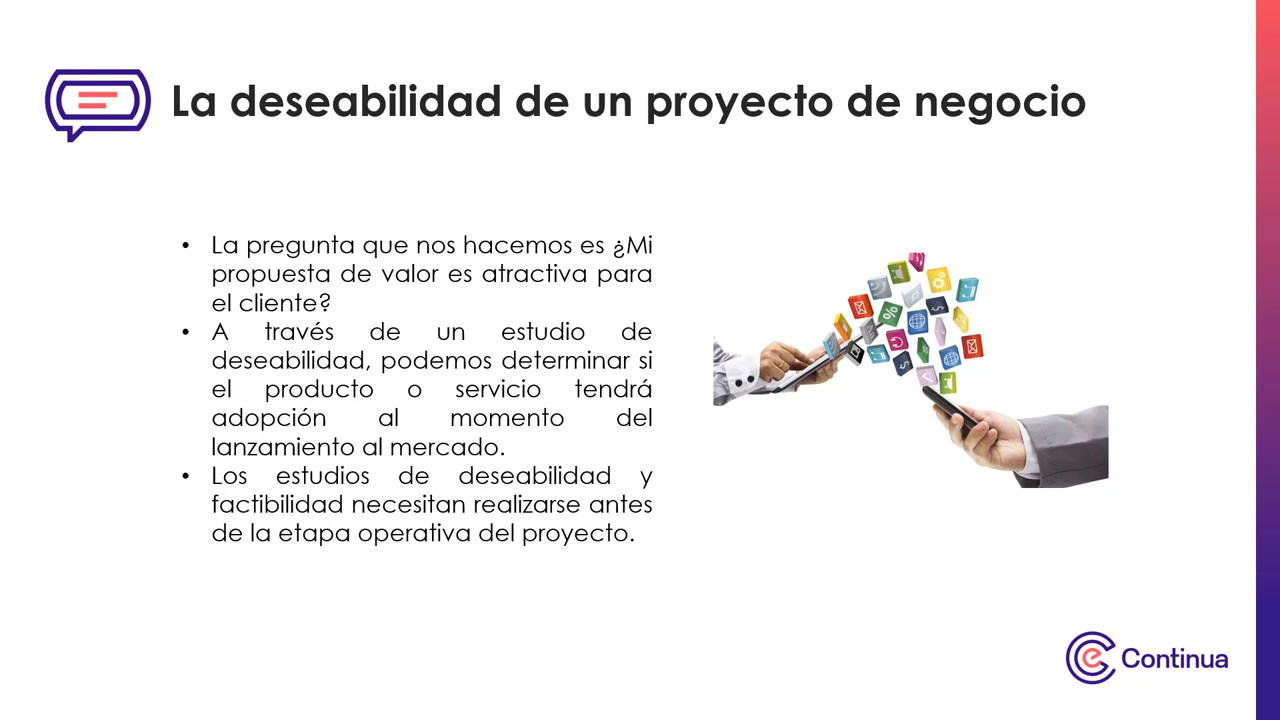 La deseabilidad de un proyecto de negocio
• La pregunta que nos hacemos es ¿Mi
propuesta de valor es atractiva para
el cliente?
• A través de un estudio de
deseabilidad, podemos determinar si
el producto o servicio tendrá
adopción al momento del
lanzamiento al mercado.
• Los estudios de deseabilidad y
factibilidad necesitan realizarse antes
de la etapa operativa del proyecto.
e Continua